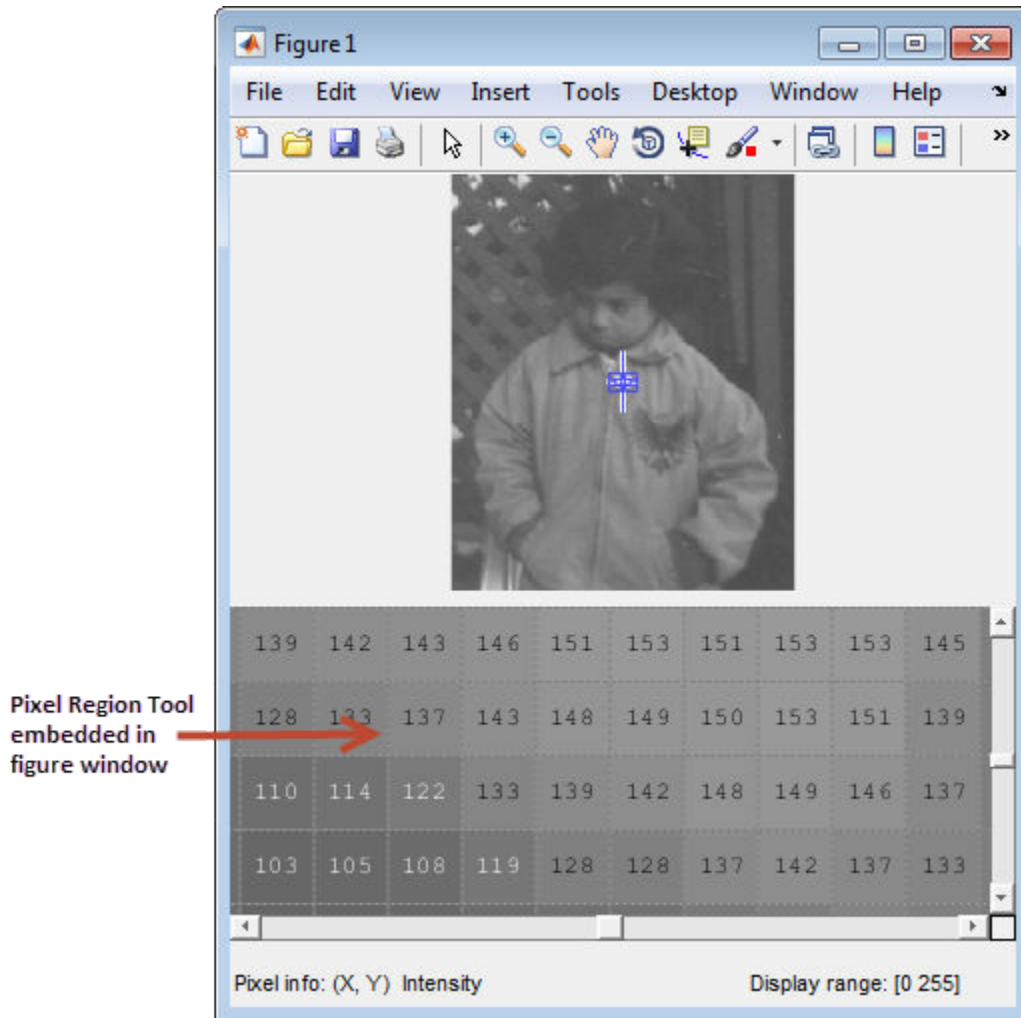 Figure 1
File Edit View Insert Tools Desktop Window Help
139 142 143 146 151 153 151 153 153 145
Pixel Region Tool
embedded in
figure window
128 133 137 143 148 149 150 153 151 139
110 114 122 133 139 142 148 149 146 137
103 105 108 119 128 128 137 142 137 133
Pixel info: (X, Y) Intensity Display range: [0 255]